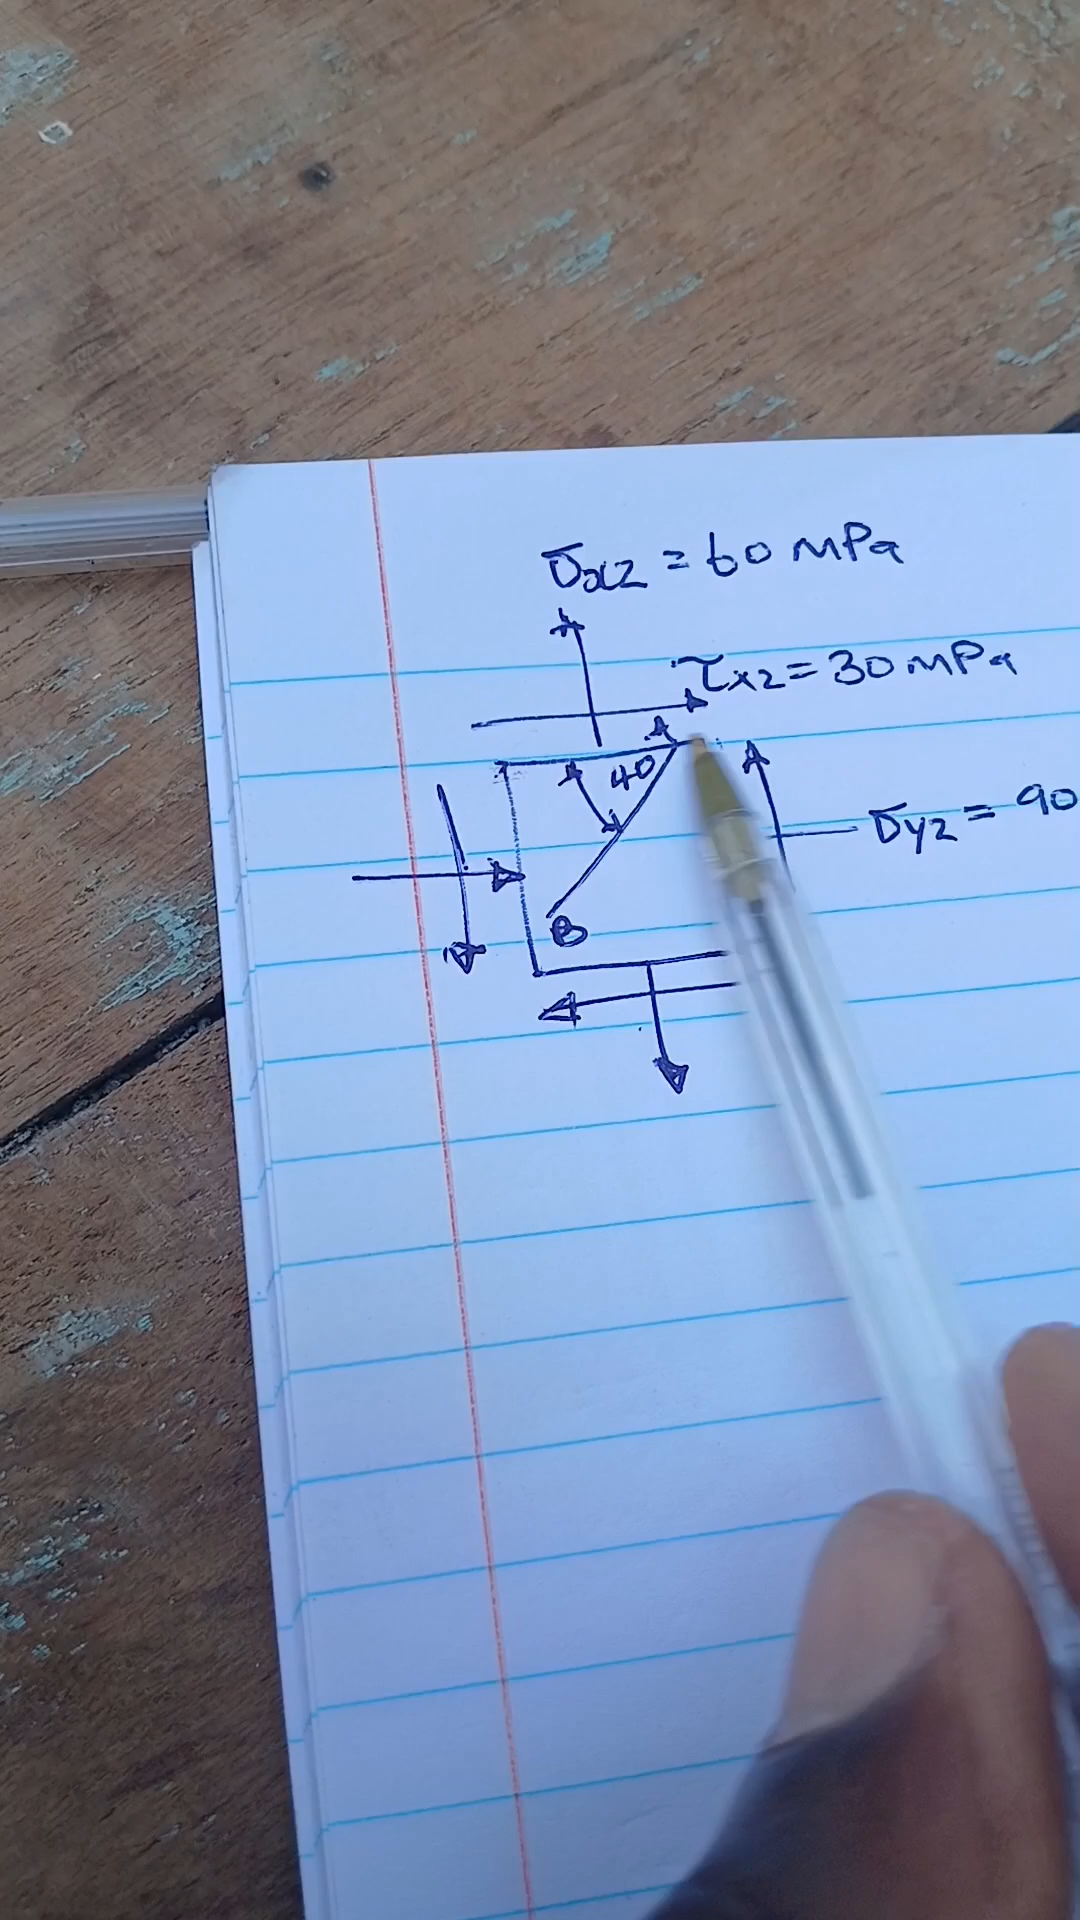 σxz = 60 MPa
τxz = 30 MPa
A
40
σyz = 90
B